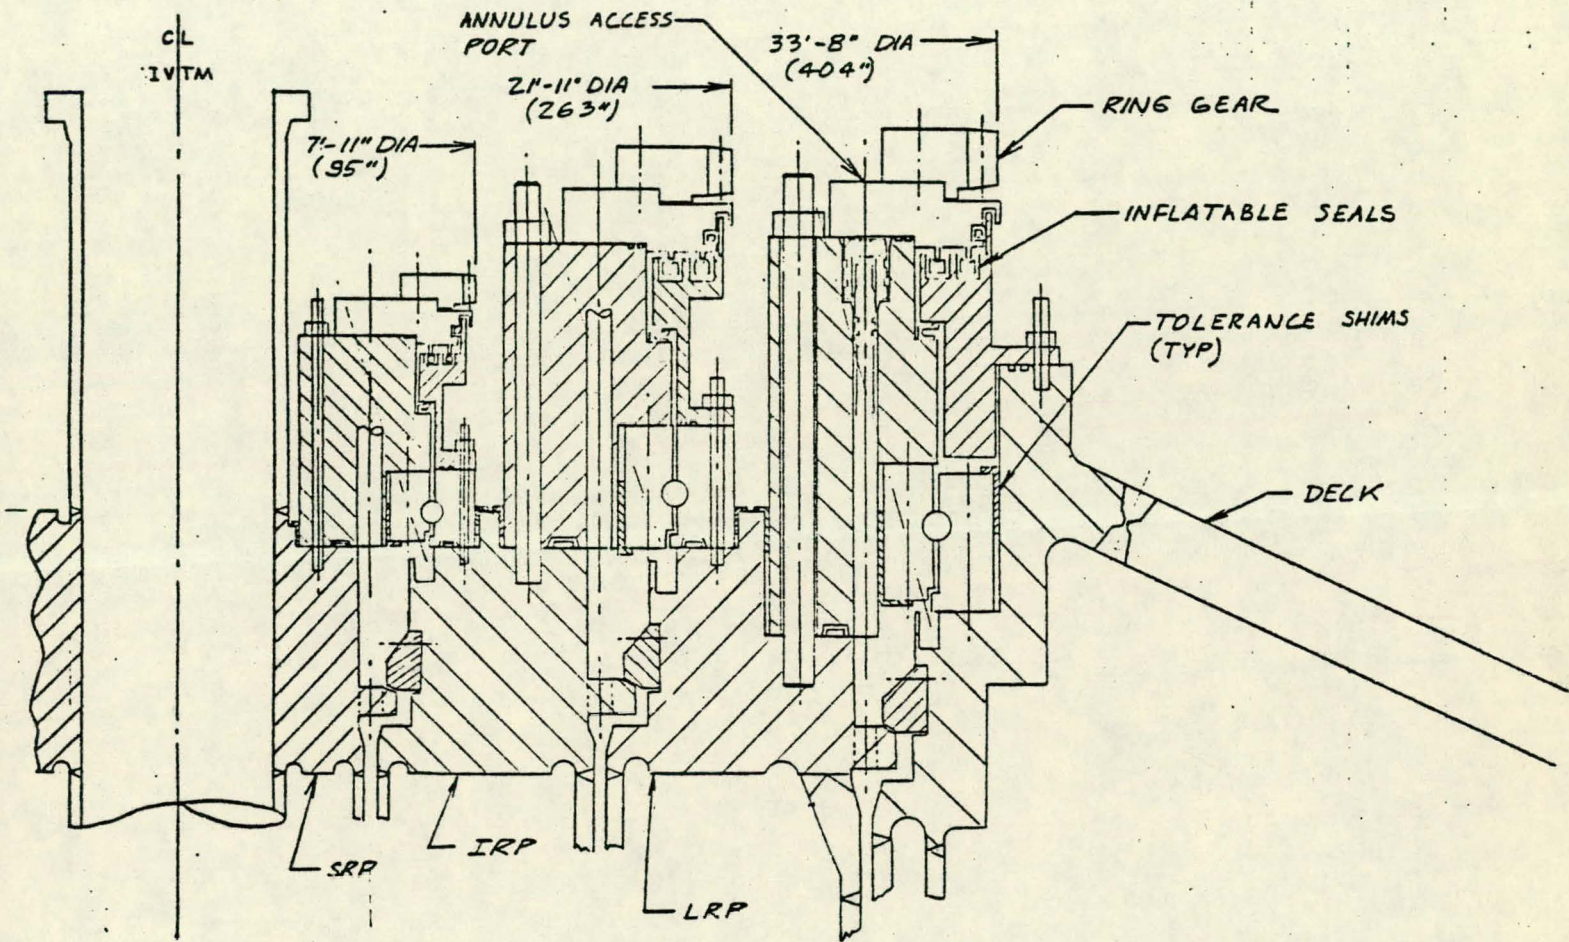 CL
IVTM
ANNULUS ACCESS
PORT
33'-8" DIA
(404")
21'-11" DIA
(263")
7'-11" DIA
(95")
RING GEAR
INFLATABLE SEALS
TOLERANCE SHIMS
(TYP)
DECK
SRP
IRP
LRP